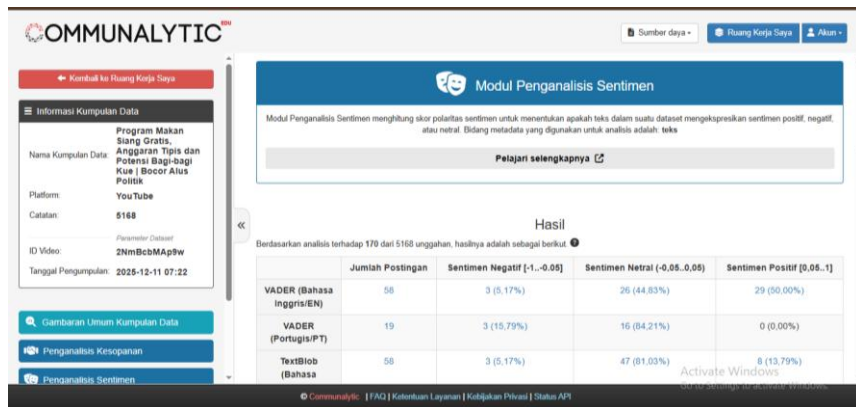 COMMUNALYTIC EDU
Sumber daya
Ruang Kerja Saya
Akun
Kembali ke Ruang Kerja Saya
Informasi Kumpulan Data
Nama Kumpulan Data:
Program Makan
Siang Gratis,
Anggaran Tipis dan
Potensi Bagi-bagi
Kue | Bocor Alus
Politik
Platform:
YouTube
Catatan:
5168
Parameter Dataset
ID Video:
2NmBcbMAp9w
Tanggal Pengumpulan:
2025-12-11 07:22
Gambaran Umum Kumpulan Data
Penganalisis Kesopanan
Penganalisis Sentimen
Modul Penganalisis Sentimen
Modul Penganalisis Sentimen menghitung skor polaritas sentimen untuk menentukan apakah teks dalam suatu dataset mengekspresikan sentimen positif, negatif,
atau netral. Bidang metadata yang digunakan untuk analisis adalah: teks
Pelajari selengkapnya
Hasil
Berdasarkan analisis terhadap 170 dari 5168 unggahan, hasilnya adalah sebagai berikut.
Jumlah Postingan Sentimen Negatif [-1..-0.05] Sentimen Netral (-0,05..0,05) Sentimen Positif [0,05..1]
VADER (Bahasa
Inggris/EN)
58 3 (5,17%) 26 (44,83%) 29 (50,00%)
VADER
(Portugis/PT)
19 3 (15,79%) 16 (84,21%) 0 (0,00%)
TextBlob
(Bahasa
58 3 (5,17%) 47 (81,03%) 8 (13,79%)
Activate Windows
Go to Settings to activate Windows.
© Communalytic | FAQ | Ketentuan Layanan | Kebijakan Privasi | Status API